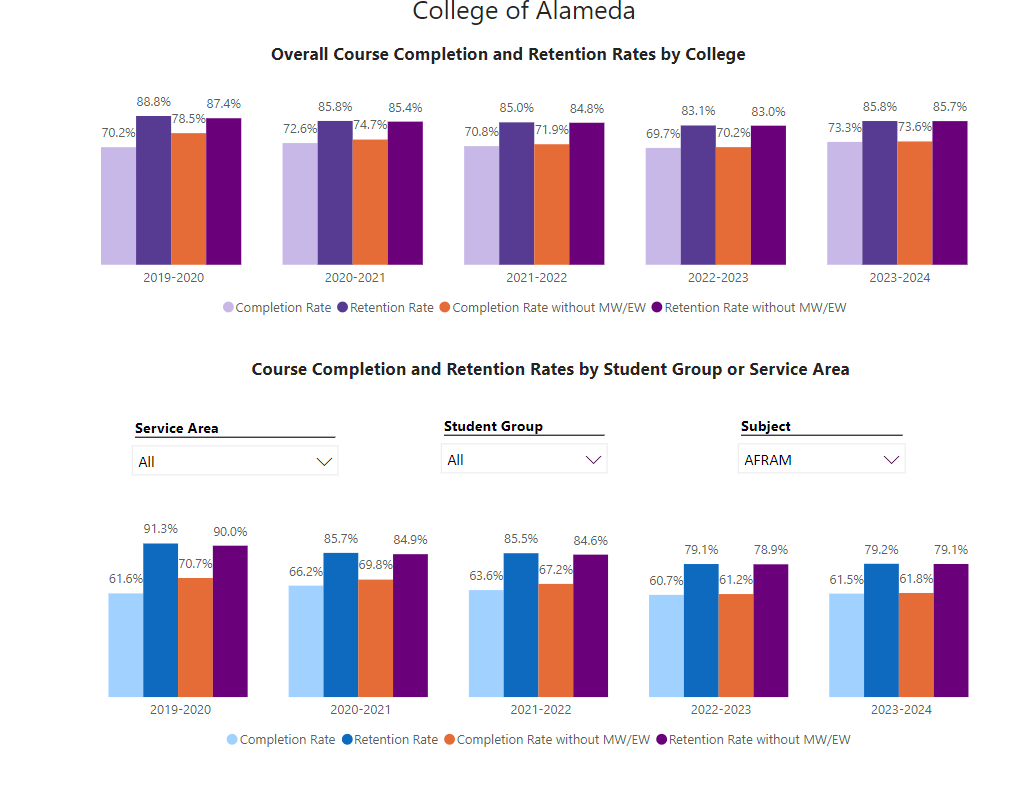 College of Alameda
Overall Course Completion and Retention Rates by College
70.2% 88.8% 78.5% 87.4% 72.6% 85.8% 74.7% 85.4% 70.8% 85.0% 71.9% 84.8% 69.7% 83.1% 70.2% 83.0% 73.3% 85.8% 73.6% 85.7%
2019-2020 2020-2021 2021-2022 2022-2023 2023-2024
Completion Rate Retention Rate Completion Rate without MW/EW Retention Rate without MW/EW
Course Completion and Retention Rates by Student Group or Service Area
Service Area Student Group Subject
All All AFRAM
61.6% 91.3% 70.7% 90.0% 66.2% 85.7% 69.8% 84.9% 63.6% 85.5% 67.2% 84.6% 60.7% 79.1% 61.2% 78.9% 61.5% 79.2% 61.8% 79.1%
2019-2020 2020-2021 2021-2022 2022-2023 2023-2024
Completion Rate Retention Rate Completion Rate without MW/EW Retention Rate without MW/EW